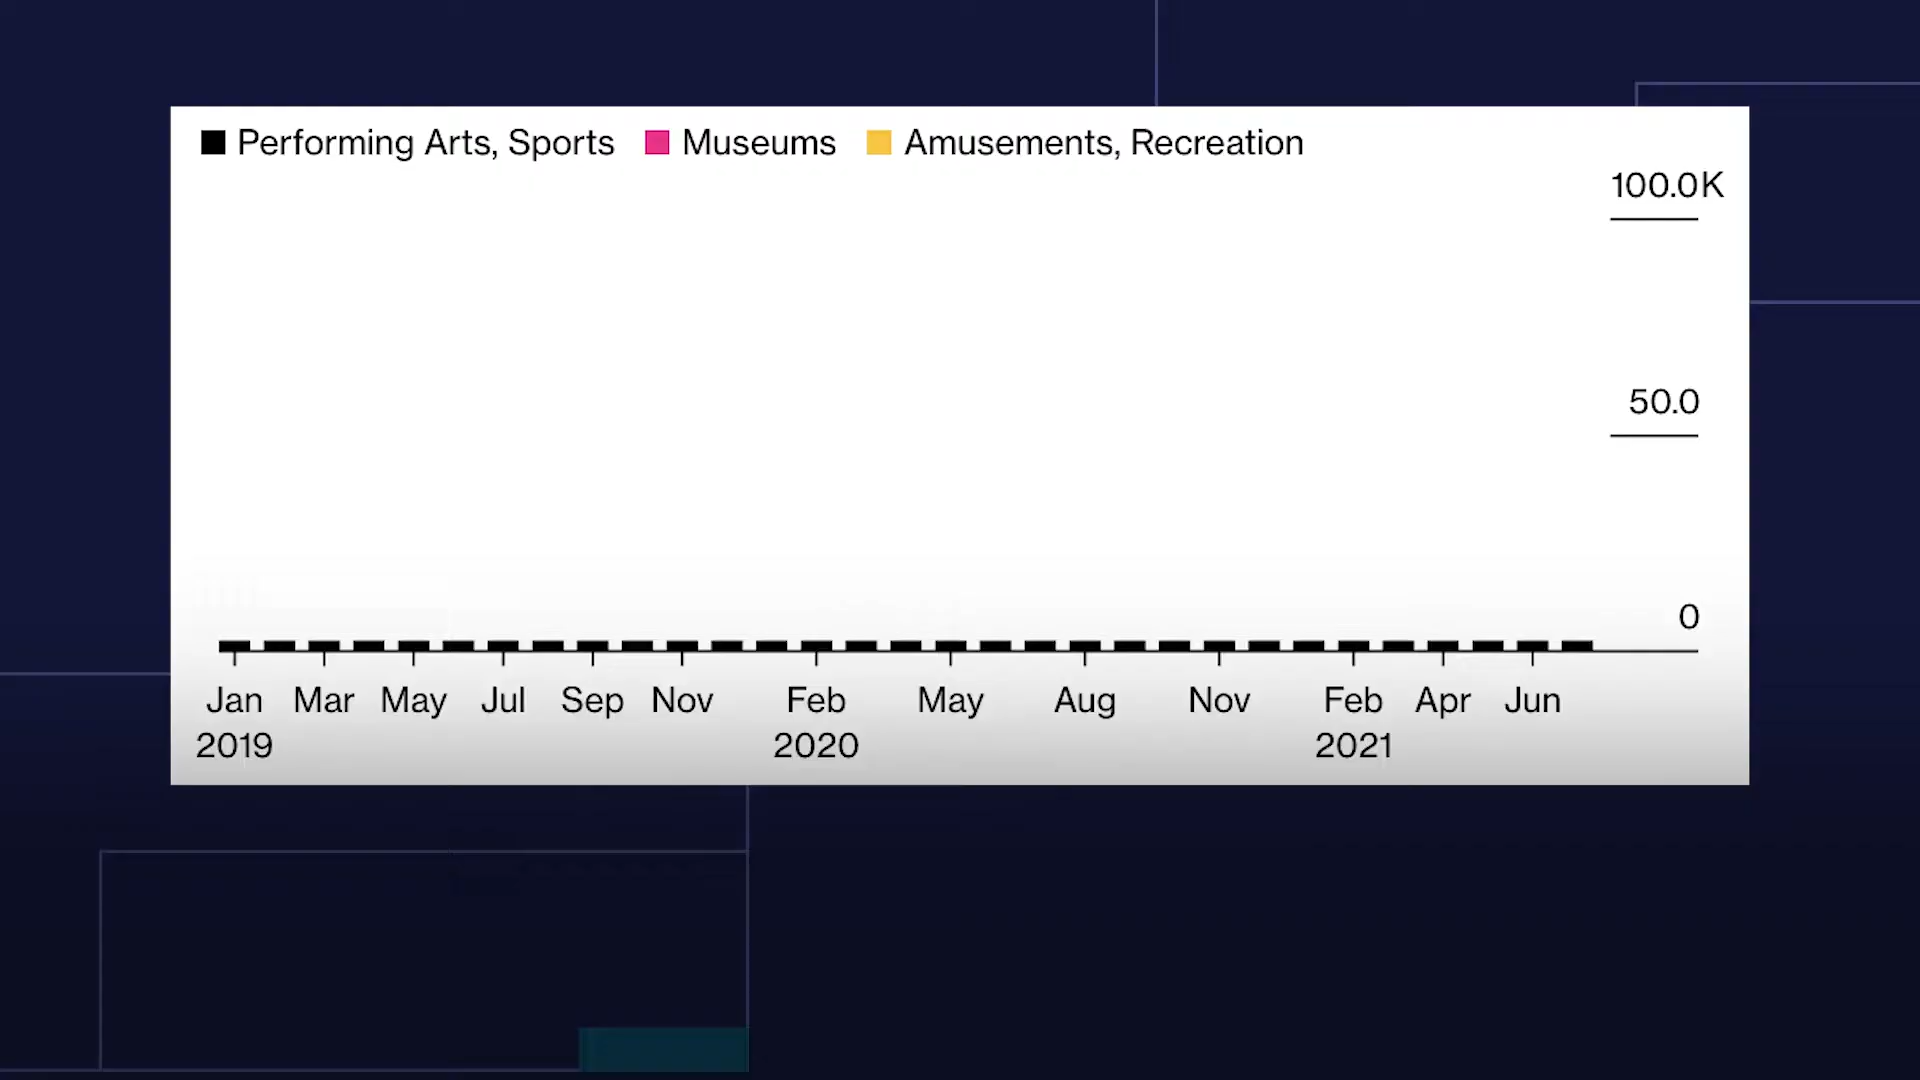 Performing Arts, Sports Museums Amusements, Recreation
100.0K
50.0
0
Jan Mar May Jul Sep Nov Feb May Aug Nov Feb Apr Jun
2019 2020 2021